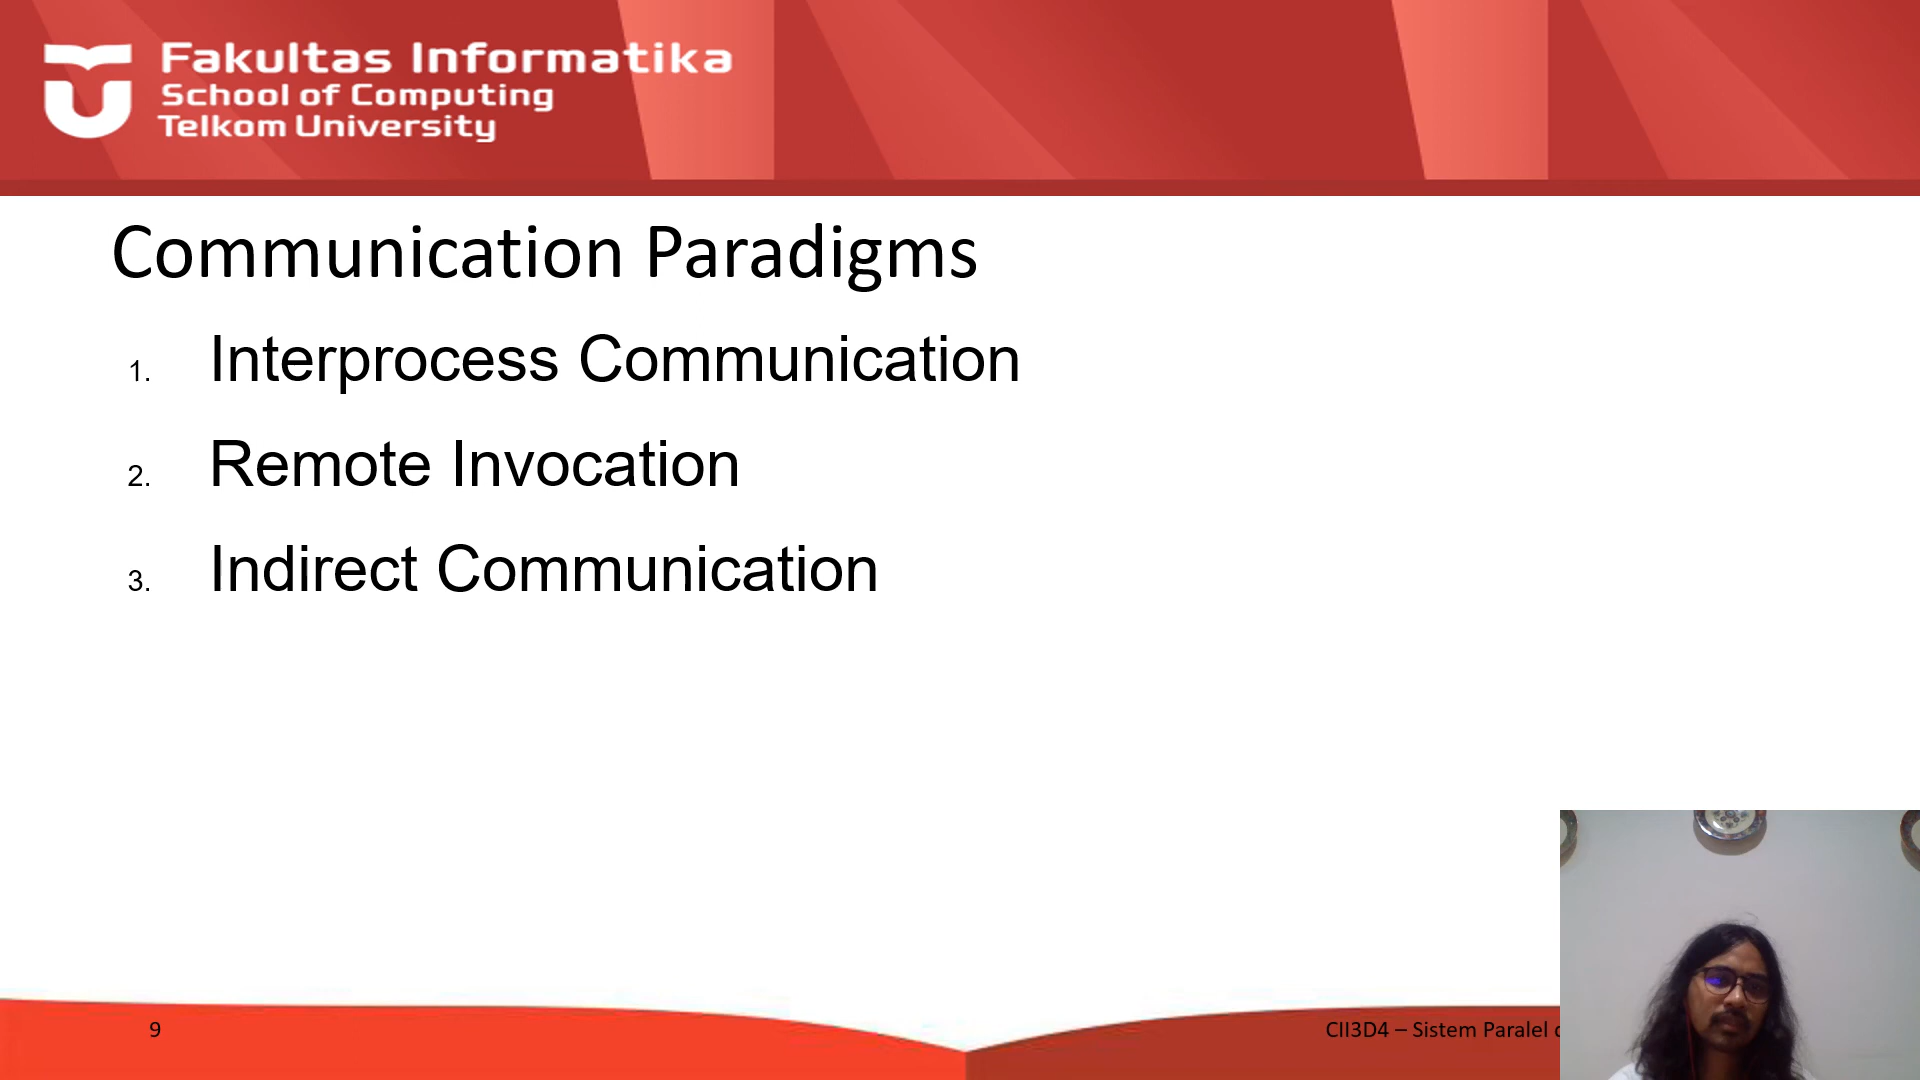 Fakultas Informatika
School of Computing
Telkom University
Communication Paradigms
1. Interprocess Communication
2. Remote Invocation
3. Indirect Communication
9
CII3D4 – Sistem Paralel